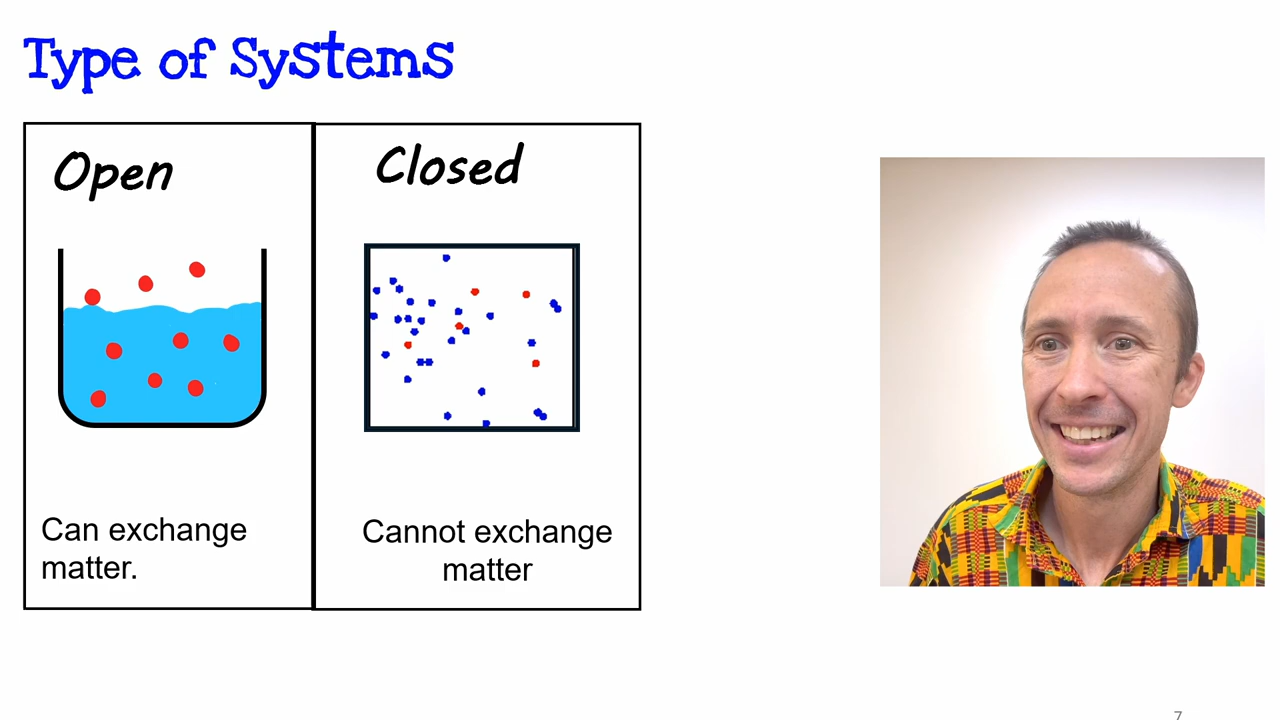 Type of Systems
Open
Closed
Can exchange
matter.
Cannot exchange
matter
7